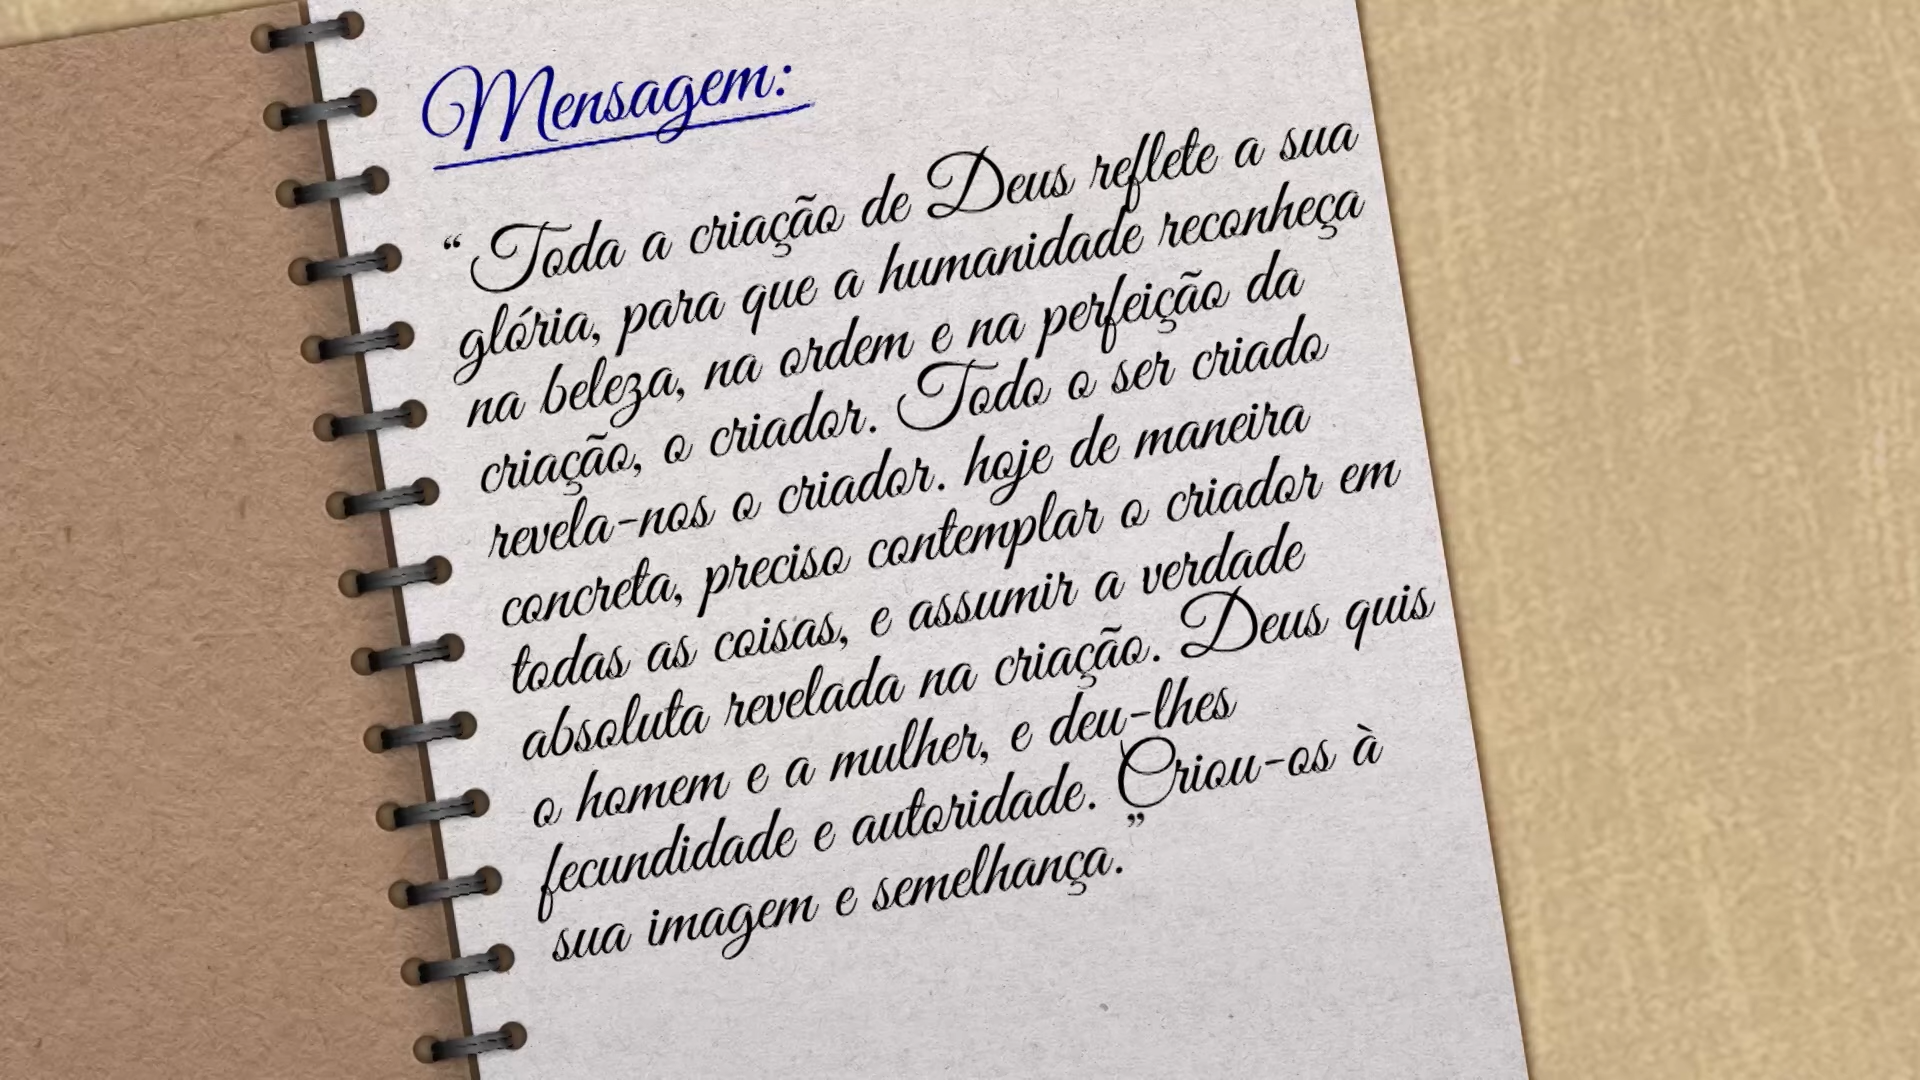 Mensagem:
“ Toda a criação de Deus reflete a sua
glória, para que a humanidade reconheça
na beleza, na ordem e na perfeição da
criação, o criador. Todo o ser criado
revela-nos o criador. hoje de maneira
concreta, preciso contemplar o criador em
todas as coisas, e assumir a verdade
absoluta revelada na criação. Deus quis
o homem e a mulher, e deu-lhes
fecundidade e autoridade. Criou-os à
sua imagem e semelhança. ”